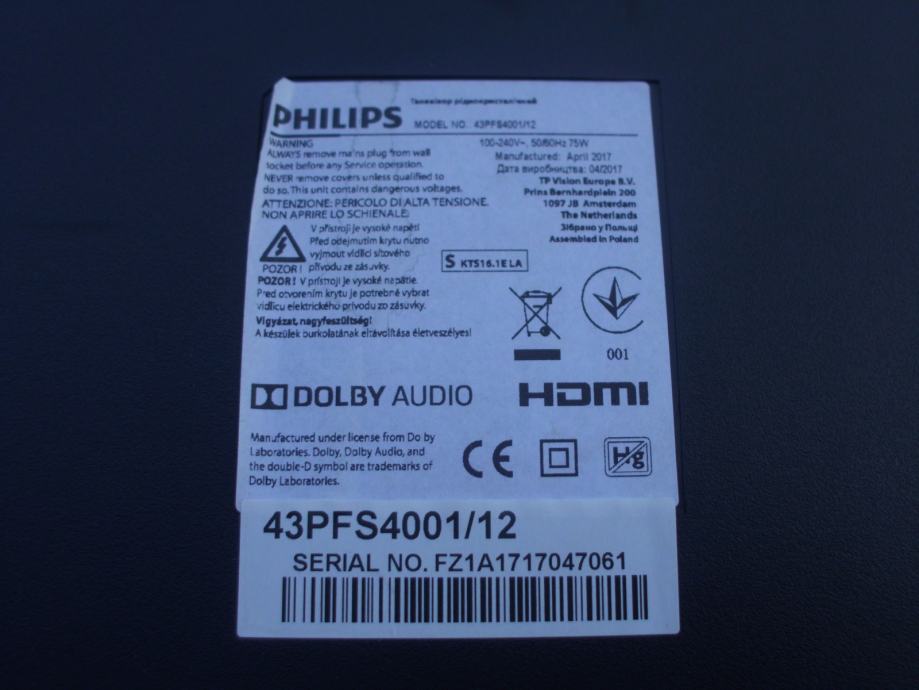 Телевізор рідкокристалічний
PHILIPS
MODEL NO. 43PFS4001/12
WARNING
ALWAYS remove mains plug from wall
socket before any Service operation.
NEVER remove covers unless qualified to
do so. This unit contains dangerous voltages.
ATTENZIONE: PERICOLO DI ALTA TENSIONE.
NON APRIRE LO SCHIENALE.
100-240V~, 50/60Hz 75W
Manufactured: April 2017
Дата виробництва: 04/2017
TP Vision Europe B.V.
Prins Bernhardplein 200
1097 JB Amsterdam
The Netherlands
Зібрано у Польщі
Assembled in Poland
V přístroji je vysoké napětí
Před odejmutím krytu nutno
vyjmout vidlici síťového
POZOR! přívodu ze zásuvky.
POZOR! V prístroji je vysoké napätie.
Pred otvorením krytu je potrebné vybrat
vidlicu elektrického prívodu zo zásuvky.
Vigyázat, nagyfeszültség!
A készülek burkolatának eltávolítása életveszélyes!
S KTS16.1E LA
001
DOLBY AUDIO
HDMI
Manufactured under license from Dolby
Laboratories. Dolby, Dolby Audio, and
the double-D symbol are trademarks of
Dolby Laboratories.
CE
Hg
43PFS4001/12
SERIAL NO. FZ1A1717047061